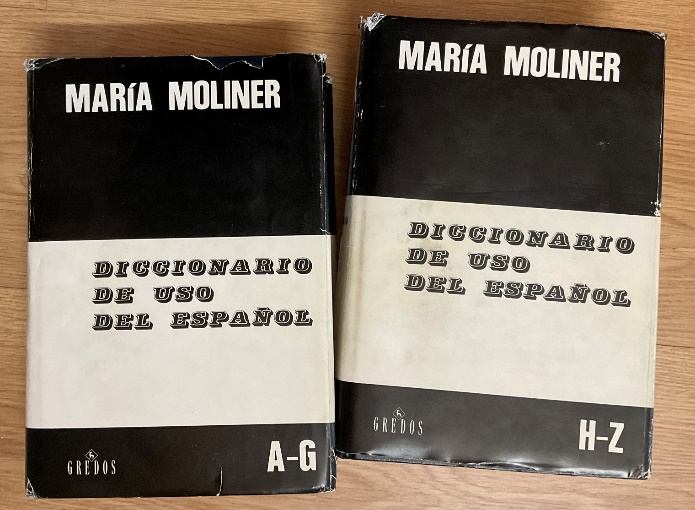 MARÍA MOLINER
DICCIONARIO
DE USO
DEL ESPAÑOL
GREDOS
A-G
MARÍA MOLINER
DICCIONARIO
DE USO
DEL ESPAÑOL
GREDOS
H-Z